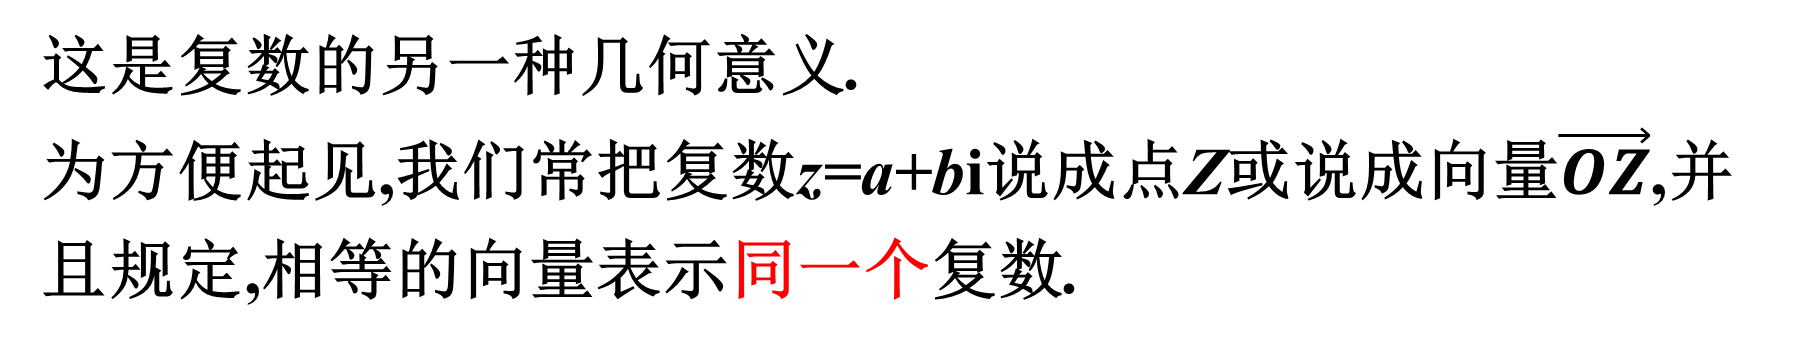 这是复数的另一种几何意义.
为方便起见,我们常把复数z=a+bi说成点Z或说成向量$\overrightarrow{OZ}$,并
且规定,相等的向量表示同一个复数.